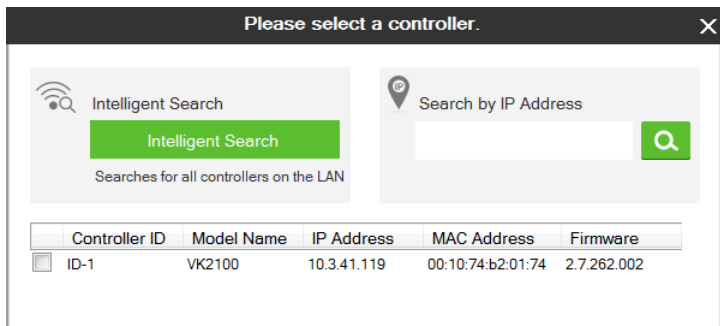 Please select a controller.
X
Intelligent Search
Intelligent Search
Searches for all controllers on the LAN
IP
Search by IP Address
Controller ID Model Name IP Address MAC Address Firmware
ID-1 VK2100 10.3.41.119 00:10:74:b2:01:74 2.7.262.002